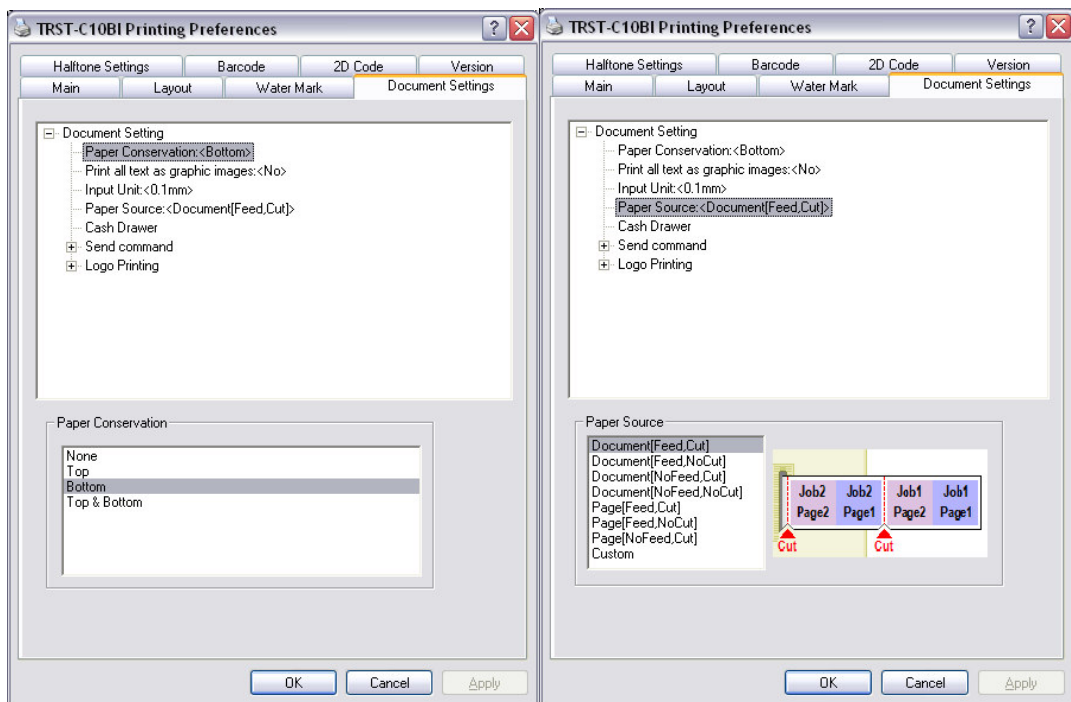 TRST-C10BI Printing Preferences
Halftone Settings
Barcode
2D Code
Version
Main
Layout
Water Mark
Document Settings
Document Setting
Paper Conservation:<Bottom>
Print all text as graphic images:<No>
Input Unit:<0.1mm>
Paper Source:<Document[Feed,Cut]>
Cash Drawer
Send command
Logo Printing
Paper Conservation
None
Top
Bottom
Top & Bottom
OK
Cancel
Apply
TRST-C10BI Printing Preferences
Halftone Settings
Barcode
2D Code
Version
Main
Layout
Water Mark
Document Settings
Document Setting
Paper Conservation:<Bottom>
Print all text as graphic images:<No>
Input Unit:<0.1mm>
Paper Source:<Document[Feed,Cut]>
Cash Drawer
Send command
Logo Printing
Paper Source
Document[Feed,Cut]
Document[Feed,NoCut]
Document[NoFeed,Cut]
Document[NoFeed,NoCut]
Page[Feed,Cut]
Page[Feed,NoCut]
Page[NoFeed,Cut]
Custom
Job2 Job2 Job1 Job1
Page2 Page1 Page2 Page1
Cut Cut
OK
Cancel
Apply